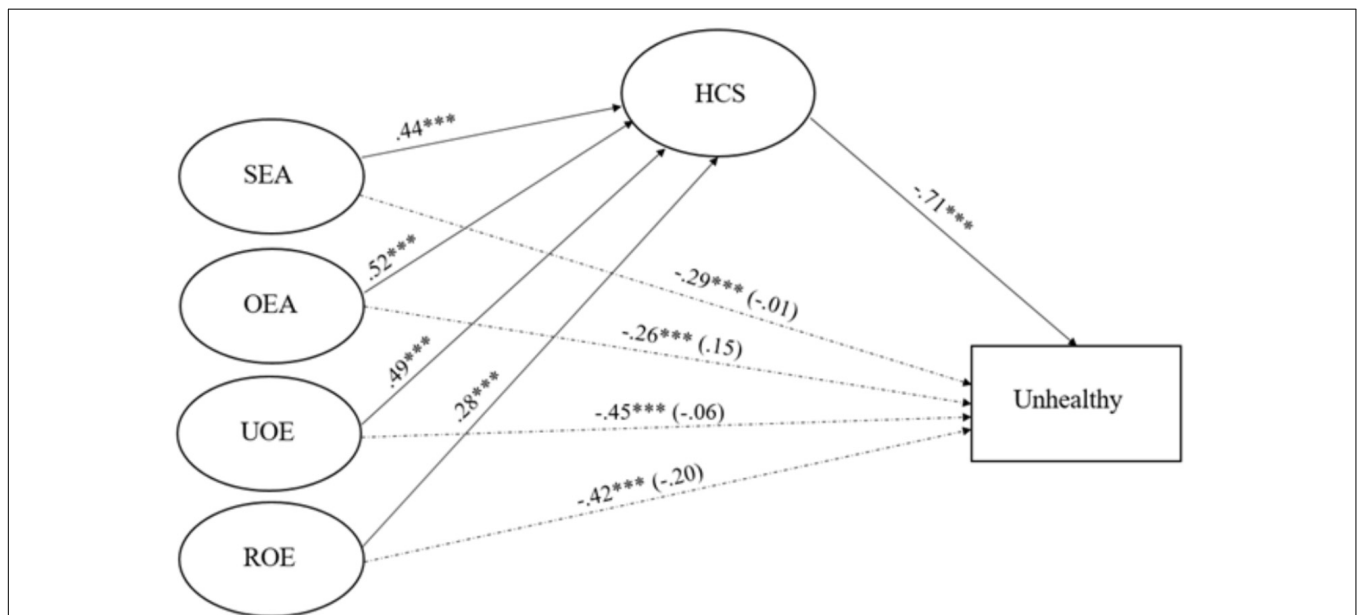 HCS
.44***
SEA
-.71***
.52***
-.29*** (-.01)
OEA
-.26*** (.15)
.49***
.28***
Unhealthy
UOE
-.45*** (-.06)
-.42*** (-.20)
ROE